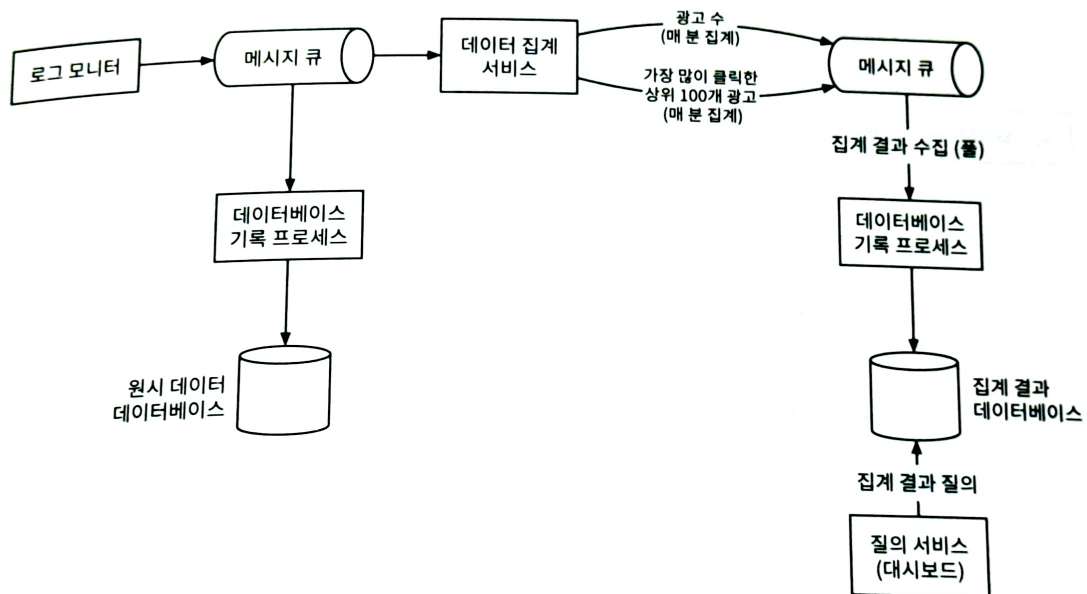 로그 모니터
메시지 큐
데이터 집계
서비스
광고 수
(매 분 집계)
가장 많이 클릭한
상위 100개 광고
(매 분 집계)
메시지 큐
집계 결과 수집 (풀)
데이터베이스
기록 프로세스
데이터베이스
기록 프로세스
원시 데이터
데이터베이스
집계 결과
데이터베이스
집계 결과 질의
질의 서비스
(대시보드)